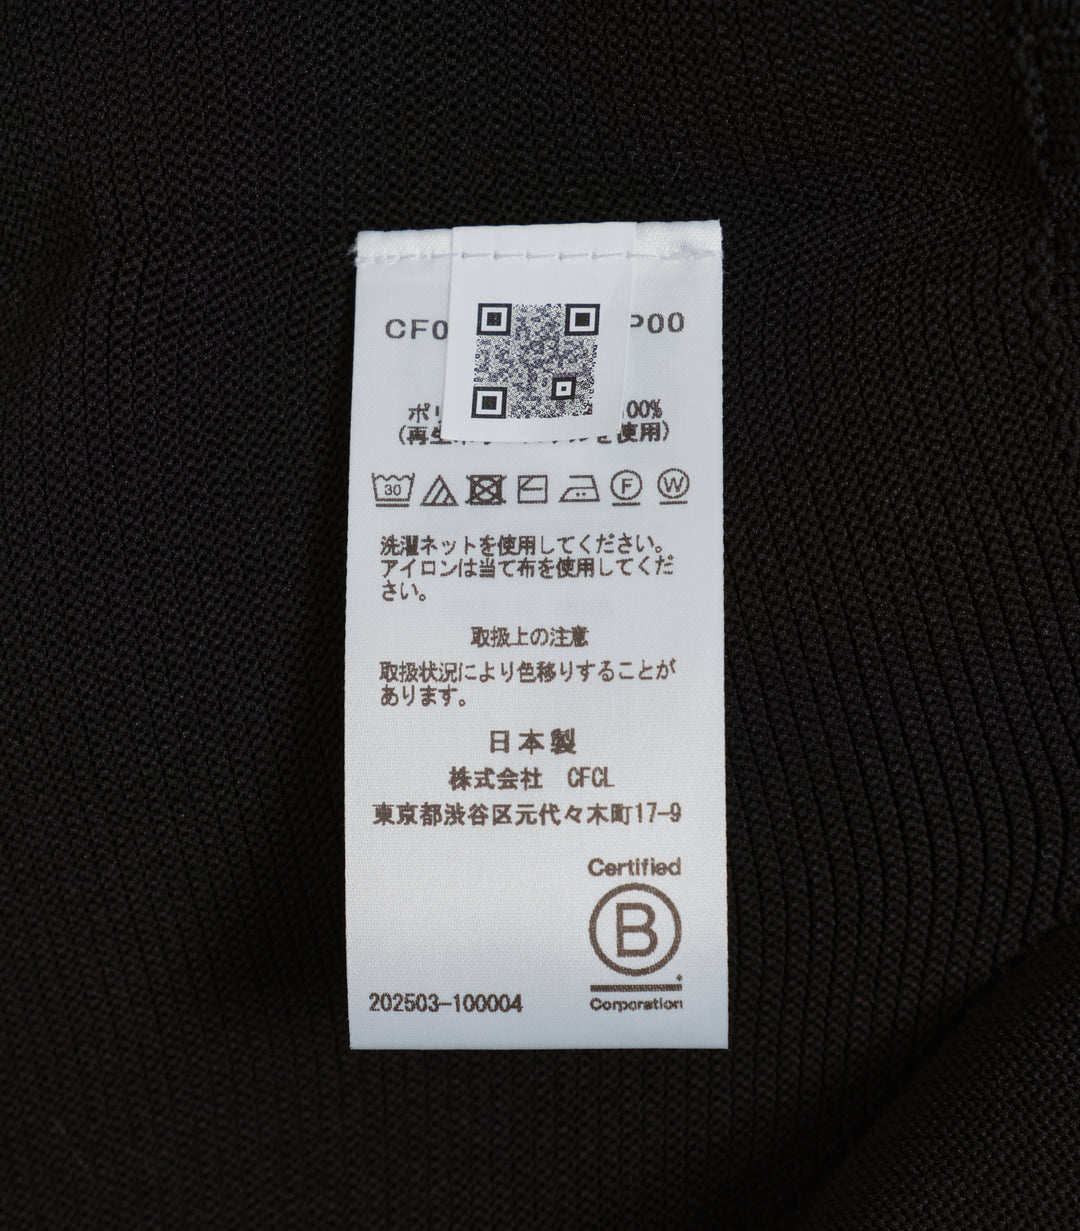 CF0 P00
ポリ 100%
(再生 を使用)
30 F W
洗濯ネットを使用してください。
アイロンは当て布を使用してくだ
さい。
取扱上の注意
取扱状況により色移りすることが
あります。
日本製
株式会社 CFCL
東京都渋谷区元代々木町17-9
Certified
B
Corporation
202503-100004